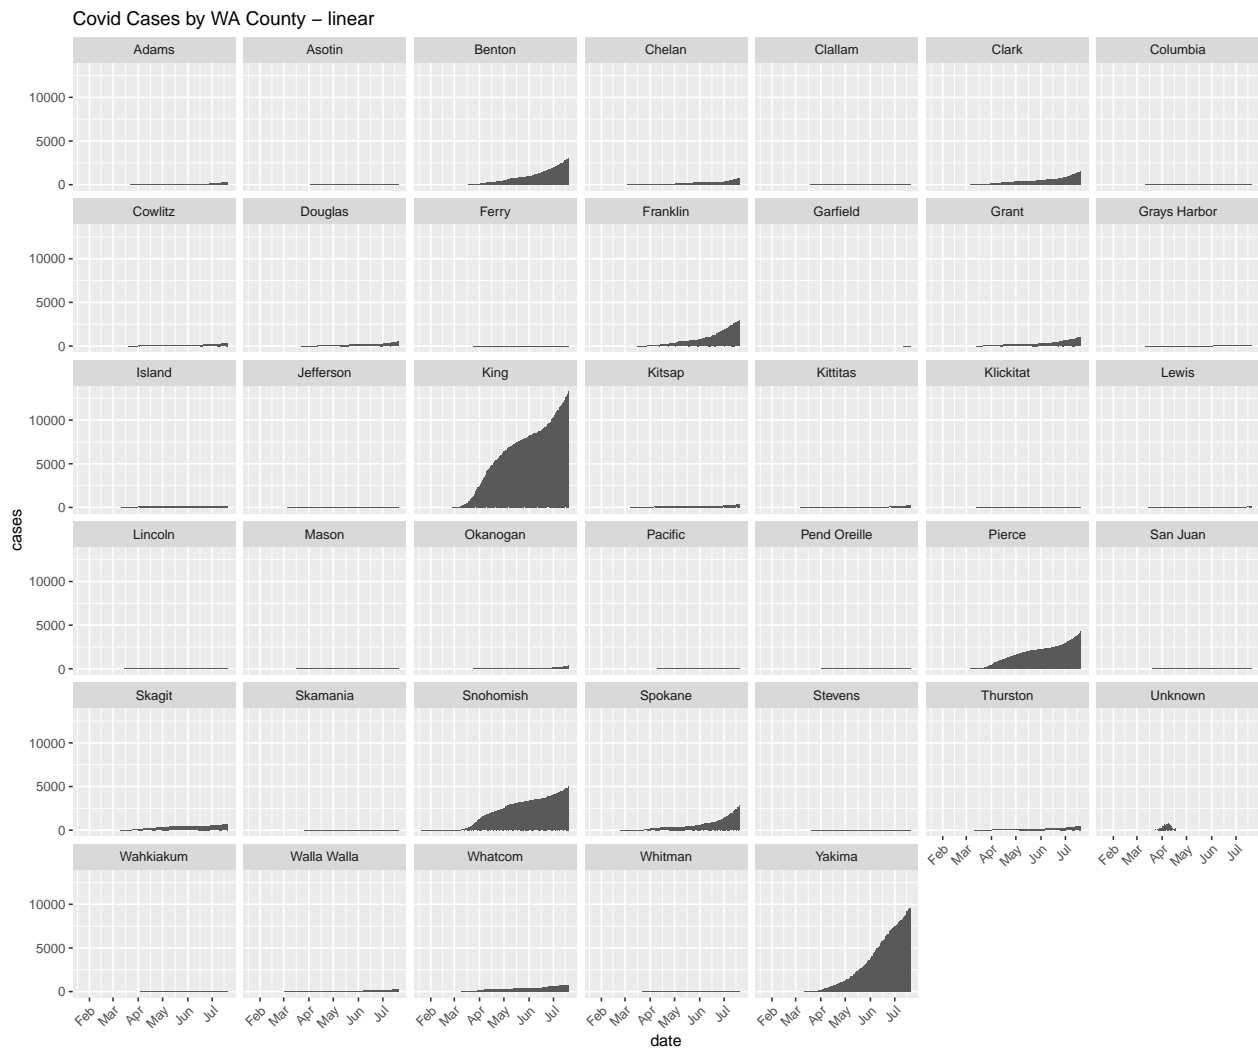 Covid Cases by WA County – linear
Adams Asotin Benton Chelan Clallam Clark Columbia
10000
5000
0
Cowlitz Douglas Ferry Franklin Garfield Grant Grays Harbor
10000
5000
0
Island Jefferson King Kitsap Kittitas Klickitat Lewis
10000
5000
0
cases
Lincoln Mason Okanogan Pacific Pend Oreille Pierce San Juan
10000
5000
0
Skagit Skamania Snohomish Spokane Stevens Thurston Unknown
10000
5000
0
Feb Mar Apr May Jun Jul Feb Mar Apr May Jun Jul
Wahkiakum Walla Walla Whatcom Whitman Yakima
10000
5000
0
Feb Mar Apr May Jun Jul Feb Mar Apr May Jun Jul Feb Mar Apr May Jun Jul Feb Mar Apr May Jun Jul Feb Mar Apr May Jun Jul
date